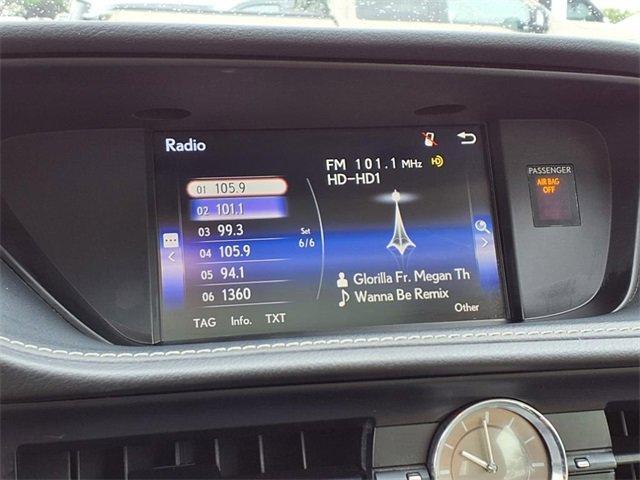 Radio
FM 101.1 MHz
HD-HD1
01 105.9
02 101.1
03 99.3
04 105.9
05 94.1
06 1360
Set
6/6
Glorilla Fr. Megan Th
Wanna Be Remix
TAG Info. TXT
Other
PASSENGER
AIR BAG
OFF